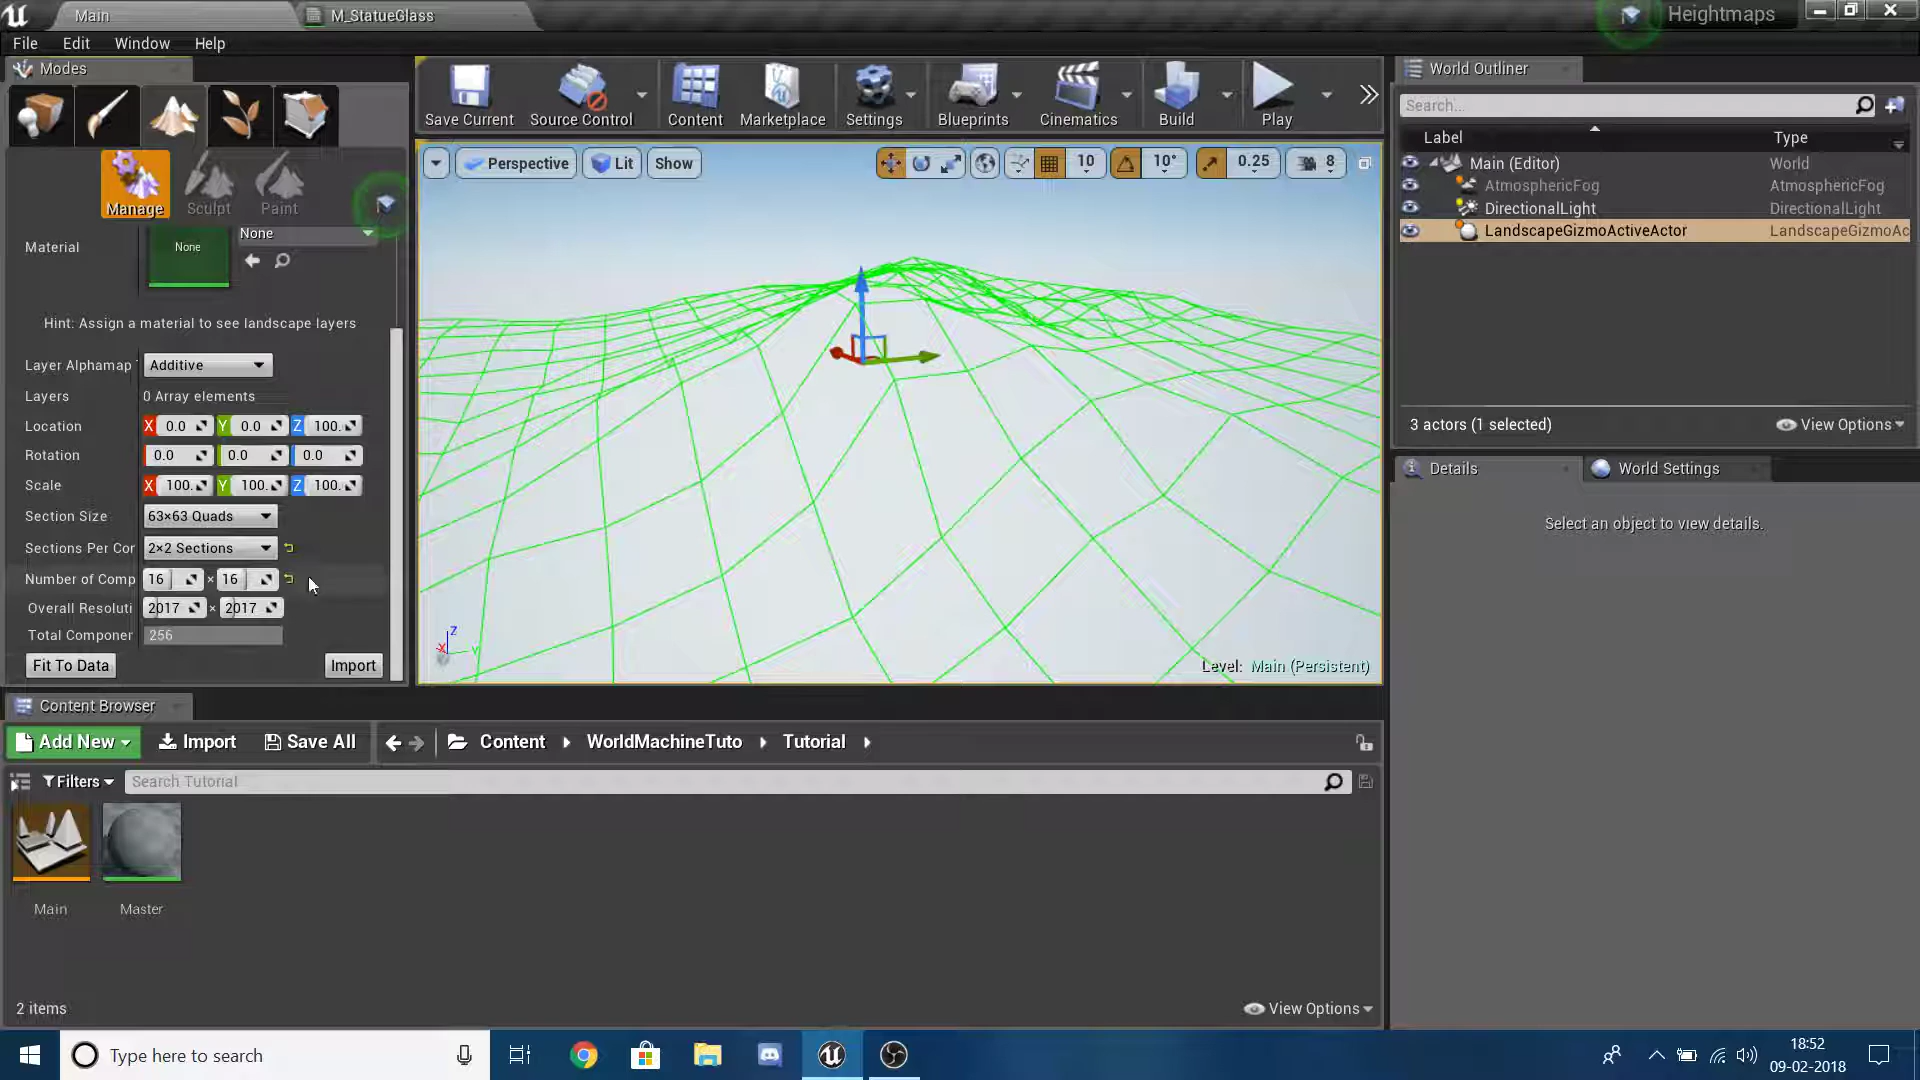 Main
M_StatueGlass
Heightmaps
File Edit Window Help
Modes
Save Current
Source Control
Content
Marketplace
Settings
Blueprints
Cinematics
Build
Play
World Outliner
Search...
Label Type
Main (Editor) World
AtmosphericFog AtmosphericFog
DirectionalLight DirectionalLight
LandscapeGizmoActiveActor LandscapeGizmoAc
3 actors (1 selected)
View Options
Details
World Settings
Select an object to view details.
Manage
Sculpt
Paint
Material
None
None
Hint: Assign a material to see landscape layers
Layer Alphamap
Additive
Layers
0 Array elements
Location X 0.0 Y 0.0 Z 100.
Rotation 0.0 0.0 0.0
Scale X 100. Y 100. Z 100.
Section Size 63×63 Quads
Sections Per Cor 2×2 Sections
Number of Comp 16 × 16
Overall Resoluti 2017 × 2017
Total Componer 256
Fit To Data
Import
Perspective
Lit
Show
10
10°
0.25
8
Z
X
Y
Level: Main (Persistent)
Content Browser
Add New
Import
Save All
Content
WorldMachineTuto
Tutorial
Filters
Search Tutorial
Main
Master
2 items
View Options
Type here to search
18:52
09-02-2018